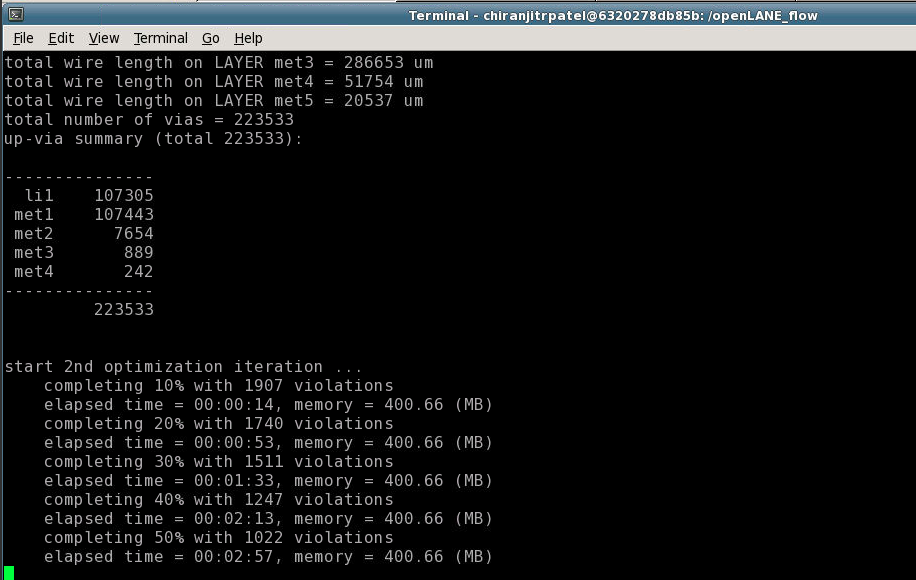 Terminal - chiranjitrpatel@6320278db85b: /openLANE_flow
File Edit View Terminal Go Help
total wire length on LAYER met3 = 286653 um
total wire length on LAYER met4 = 51754 um
total wire length on LAYER met5 = 20537 um
total number of vias = 223533
up-via summary (total 223533):
---------------
li1 107305
met1 107443
met2 7654
met3 889
met4 242
---------------
223533
start 2nd optimization iteration ...
completing 10% with 1907 violations
elapsed time = 00:00:14, memory = 400.66 (MB)
completing 20% with 1740 violations
elapsed time = 00:00:53, memory = 400.66 (MB)
completing 30% with 1511 violations
elapsed time = 00:01:33, memory = 400.66 (MB)
completing 40% with 1247 violations
elapsed time = 00:02:13, memory = 400.66 (MB)
completing 50% with 1022 violations
elapsed time = 00:02:57, memory = 400.66 (MB)